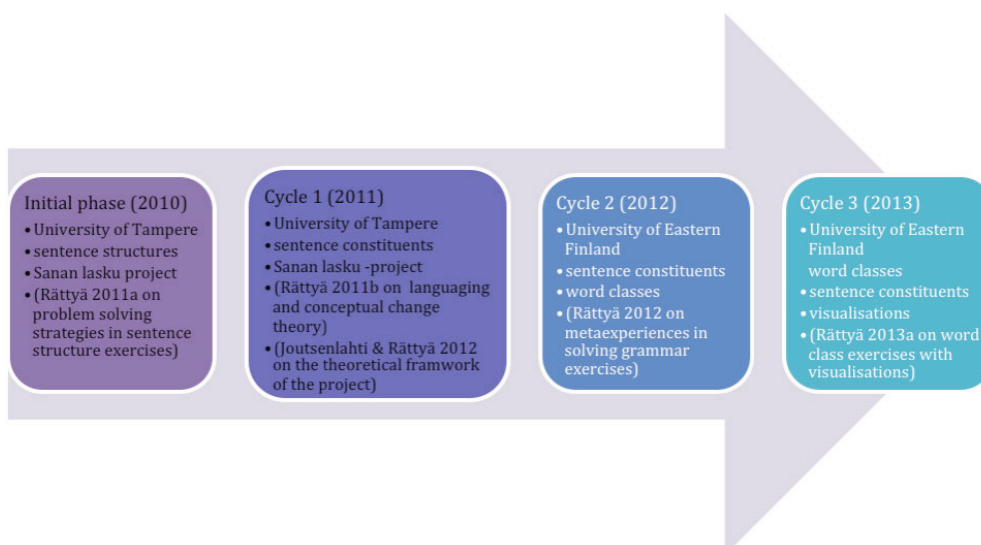 Initial phase (2010)
•University of Tampere
•sentence structures
•Sanan lasku project
•(Rättyä 2011a on
problem solving
strategies in sentence
structure exercises)
Cycle 1 (2011)
•University of Tampere
•sentence constituents
•Sanan lasku -project
•(Rättyä 2011b on languaging
and conceptual change
theory)
•(Joutsenlahti & Rättyä 2012
on the theoretical framwork
of the project)
Cycle 2 (2012)
•University of Eastern
Finland
•sentence constituents
•word classes
•(Rättyä 2012 on
metaexperiences in
solving grammar
exercises)
Cycle 3 (2013)
•University of Eastern
Finland
word classes
•sentence constituents
•visualisations
•(Rättyä 2013a on word
class exercises with
visualisations)